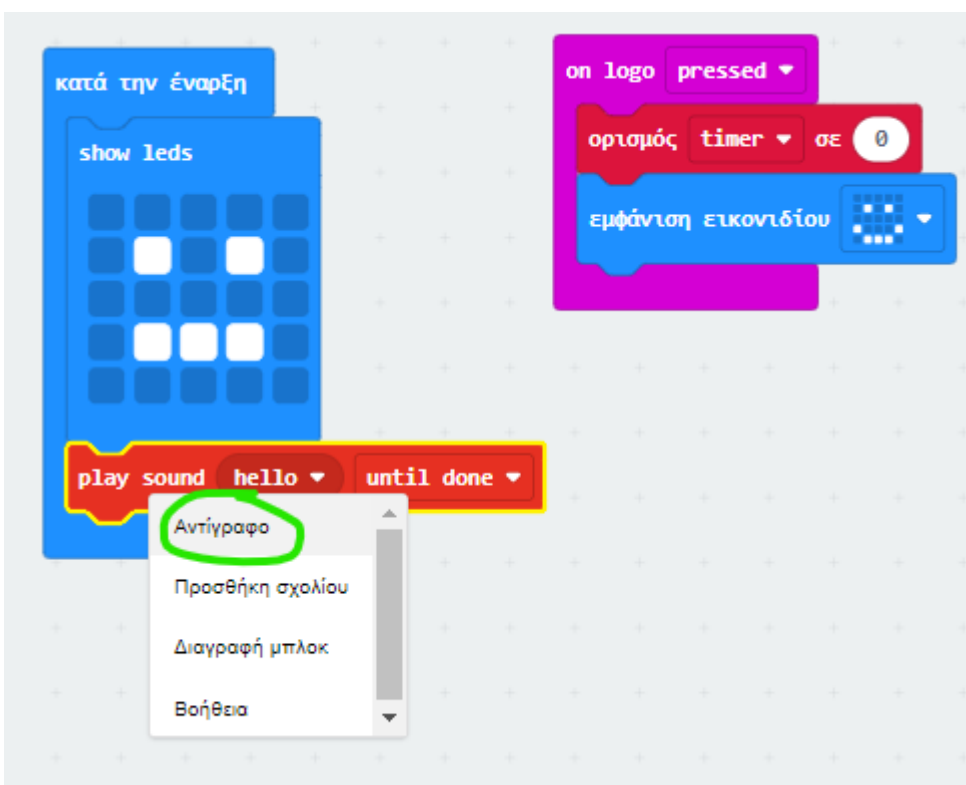 κατά την έναρξη
show leds
play sound hello until done
Αντίγραφο
Προσθήκη σχολίου
Διαγραφή μπλοκ
Βοήθεια
on logo pressed
ορισμός timer σε 0
εμφάνιση εικονιδίου